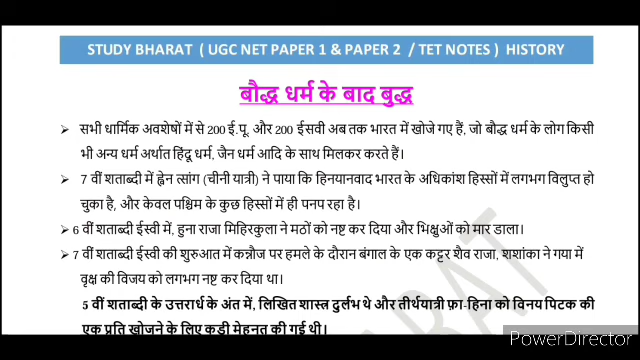 STUDY BHARAT ( UGC NET PAPER 1 & PAPER 2 / TET NOTES ) HISTORY
बौद्ध धर्म के बाद बुद्ध
➢ सभी धार्मिक अवशेषों में से 200 ई.पू. और 200 ईसवी अब तक भारत में खोजे गए हैं, जो बौद्ध धर्म के लोग किसी
भी अन्य धर्म अर्थात हिंदू धर्म, जैन धर्म आदि के साथ मिलकर करते हैं।
➢ 7 वीं शताब्दी में ह्वेन त्सांग (चीनी यात्री) ने पाया कि हिनयानवाद भारत के अधिकांश हिस्सों में लगभग विलुप्त हो
चुका है, और केवल पश्चिम के कुछ हिस्सों में ही पनप रहा है।
➢ 6 वीं शताब्दी ईस्वी में, हुना राजा मिहिरकुला ने मठों को नष्ट कर दिया और भिक्षुओं को मार डाला।
➢ 7 वीं शताब्दी ईस्वी की शुरुआत में कन्नौज पर हमले के दौरान बंगाल के एक कट्टर शैव राजा, शशांका ने गया में
वृक्ष की विजय को लगभग नष्ट कर दिया था।
5 वीं शताब्दी के उत्तरार्ध के अंत में, लिखित शास्त्र दुर्लभ थे और तीर्थयात्री फ़ा-हिना को विनय पिटक की
एक प्रति खोजने के लिए कड़ी मेहनत की गई थी।
BHARAT
PowerDirector